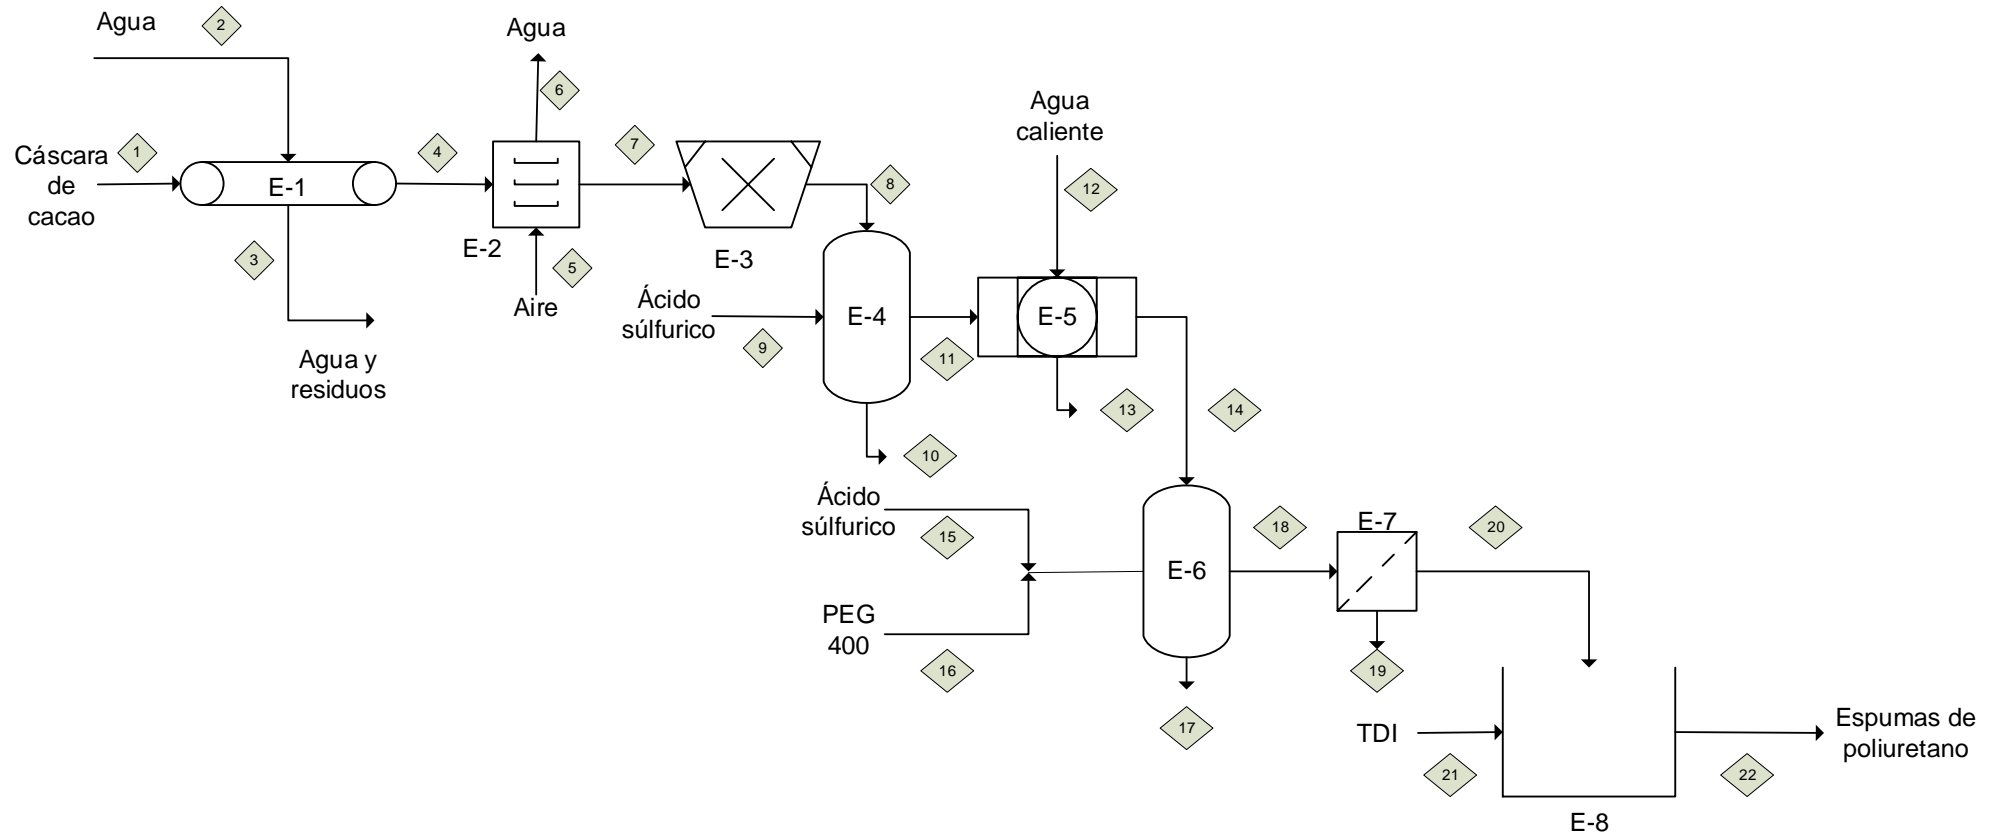 Agua
2
Agua
6
Cáscara
de
cacao
1
E-1
4
E-2
7
E-3
8
Agua
caliente
12
3
5
Aire
Agua y
residuos
Ácido
súlfurico
9
E-4
11
E-5
10
13
14
Ácido
súlfurico
15
PEG
400
16
E-6
17
18
E-7
19
20
TDI
21
E-8
22
Espumas de
poliuretano